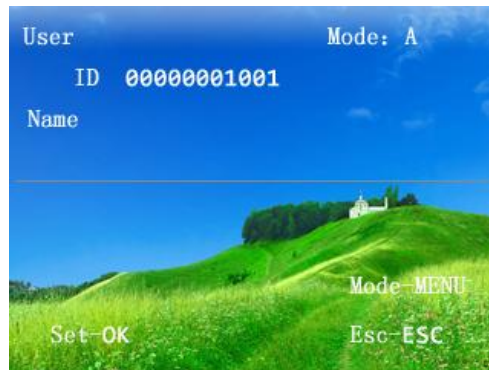 User Mode: A
ID 00000001001
Name
Mode-MENU
Set-OK Esc-ESC